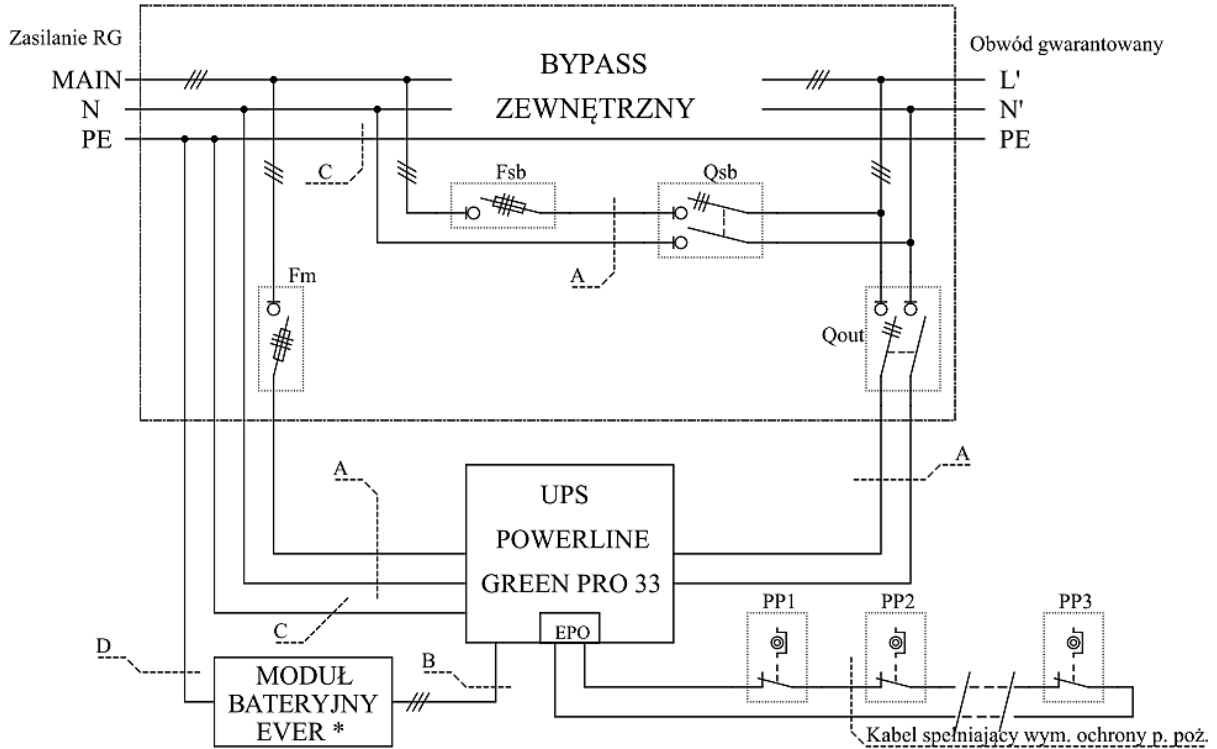 Zasilanie RG
Obwód gwarantowany
BYPASS
ZEWNĘTRZNY
MAIN
N
PE
L'
N'
PE
C
Fsb
Qsb
A
Fm
Qout
A
A
UPS
POWERLINE
GREEN PRO 33
EPO
PP1
PP2
PP3
C
D
B
MODUŁ
BATERYJNY
EVER *
Kabel spełniający wym. ochrony p. poż.